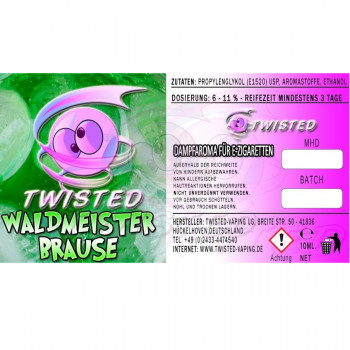 TWISTED
WALDMEISTER
BRAUSE
ZUTATEN: PROPYLENGLYKOL (E1520) USP, AROMASTOFFE, ETHANOL
DOSIERUNG: 6 - 11 % - REIFEZEIT MINDESTENS 3 TAGE
TWISTED
DAMPFAROMA FÜR E-ZIGARETTEN
MHD
AUßERHALB DER REICHWEITE
VON KINDERN AUFBEWAHREN
KANN ALLERGISCHE
HAUTREAKTIONEN HERVORRUFEN.
NICHT UNVERDÜNNT VERWENDEN.
VOR GEBRAUCH SCHÜTTELN
KÜHL UND TROCKEN LAGERN.
BATCH
HERSTELLER: TWISTED-VAPING UG, BREITE STR. 50 - 41836
HÜCKELHOVEN,DEUTSCHLAND.
TEL. +49 (0)2433-4474540
INTERNET: WWW.TWISTED-VAPING.DE
Achtung
10ML.
NET